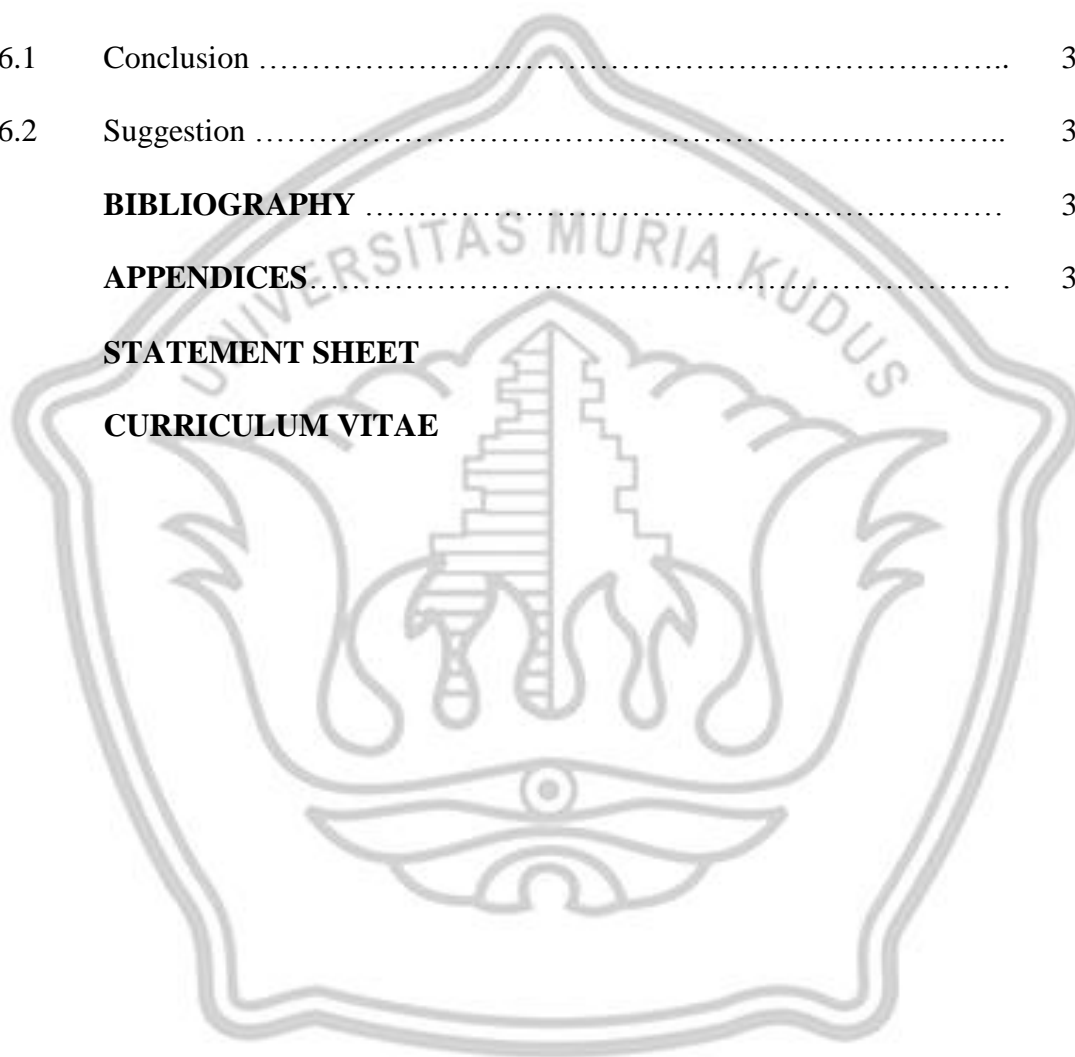 6.1 Conclusion ……………………………………………………………….. 3
6.2 Suggestion ……………………………………………………………….. 3
BIBLIOGRAPHY ……………………………………………………… 3
APPENDICES…………………………………………………………… 3
STATEMENT SHEET
CURRICULUM VITAE
UNIVERSITAS MURIA KUDUS